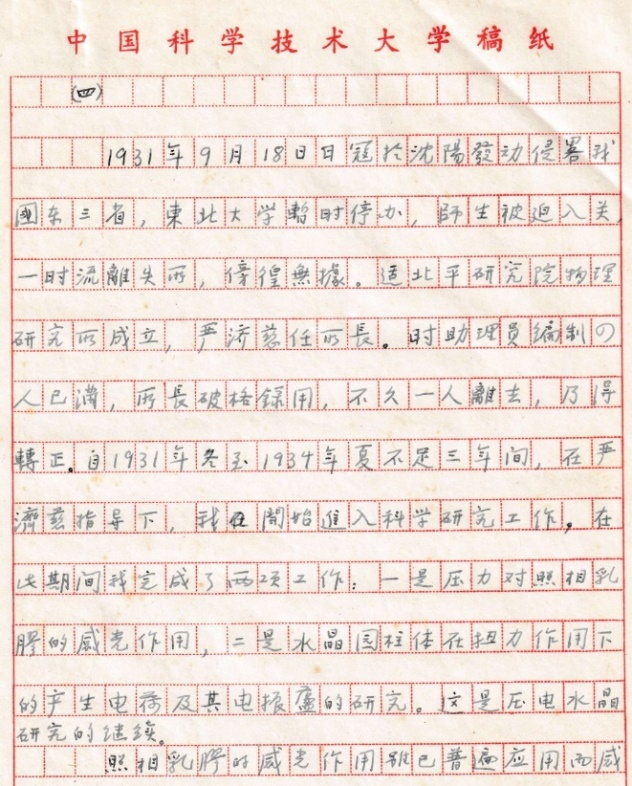 中国科学技术大学稿纸
(四)
1931年9月18日日冦於沈陽發动侵畧我
國东三省,東北大学暫时停办,師生被迫入关,
一时流離失所,傍徨無據。适北平研究院物理
研究所成立,严济慈任所長。时助理員编制的
人已满,所長破格録用,不久一人離去,乃得
轉正。自1931年冬至1934年夏不足三年间,在严
濟慈指导下,我開始進入科学研究工作。在
此期间我完成了两项工作:一是压力对照相乳
膠的感光作用,二是水晶园柱体在扭力作用下
的产生电荷及其电振盪的研究。这是压电水晶
研究的继续。
照相乳膠的感光作用虽已普遍应用而感